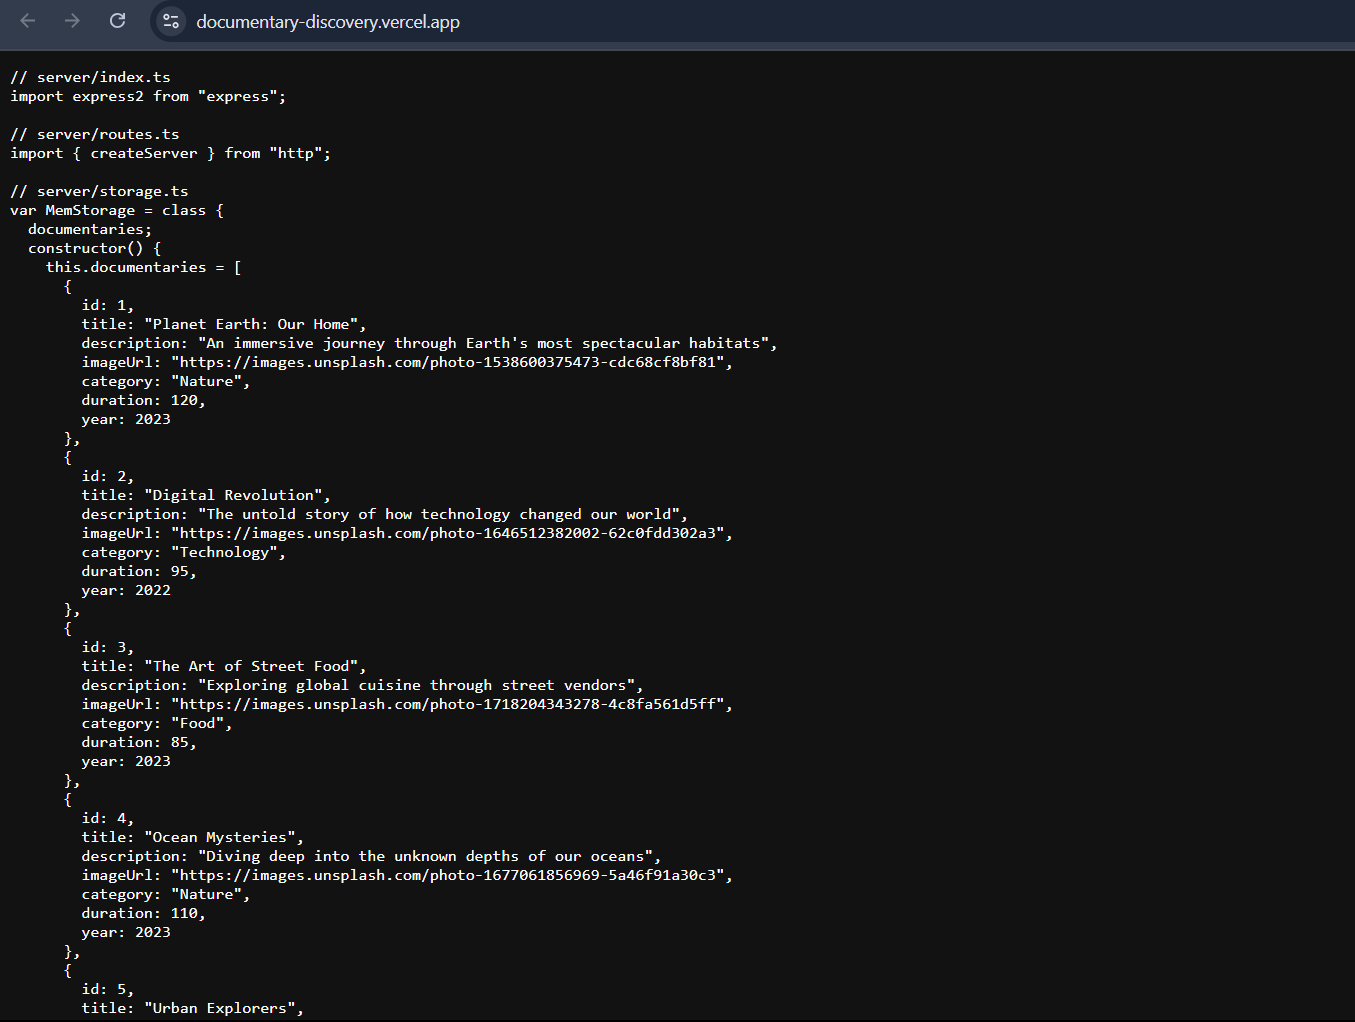 documentary-discovery.vercel.app
// server/index.ts
import express2 from "express";
// server/routes.ts
import { createServer } from "http";
// server/storage.ts
var MemStorage = class {
documentaries;
constructor() {
this.documentaries = [
{
id: 1,
title: "Planet Earth: Our Home",
description: "An immersive journey through Earth's most spectacular habitats",
imageUrl: "https://images.unsplash.com/photo-1538600375473-cdc68cf8bf81",
category: "Nature",
duration: 120,
year: 2023
},
{
id: 2,
title: "Digital Revolution",
description: "The untold story of how technology changed our world",
imageUrl: "https://images.unsplash.com/photo-1646512382002-62c0fdd302a3",
category: "Technology",
duration: 95,
year: 2022
},
{
id: 3,
title: "The Art of Street Food",
description: "Exploring global cuisine through street vendors",
imageUrl: "https://images.unsplash.com/photo-1718204343278-4c8fa561d5ff",
category: "Food",
duration: 85,
year: 2023
},
{
id: 4,
title: "Ocean Mysteries",
description: "Diving deep into the unknown depths of our oceans",
imageUrl: "https://images.unsplash.com/photo-1677061856969-5a46f91a30c3",
category: "Nature",
duration: 110,
year: 2023
},
{
id: 5,
title: "Urban Explorers",